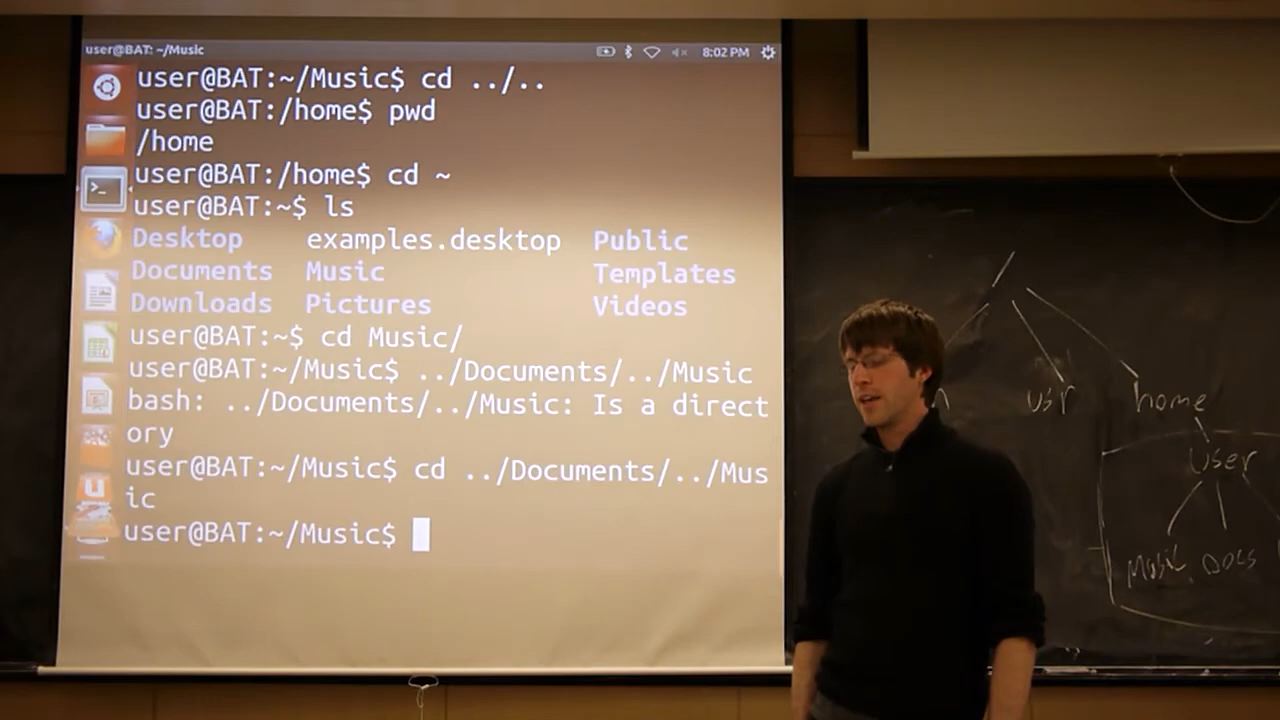 user@BAT: ~/Music
8:02 PM
user@BAT:~/Music$ cd ../..
user@BAT:/home$ pwd
/home
user@BAT:/home$ cd ~
user@BAT:~$ ls
Desktop examples.desktop Public
Documents Music Templates
Downloads Pictures Videos
user@BAT:~$ cd Music/
user@BAT:~/Music$ ../Documents/../Music
bash: ../Documents/../Music: Is a direct
ory
user@BAT:~/Music$ cd ../Documents/../Mus
ic
user@BAT:~/Music$
/
usr home
user
Music Docs